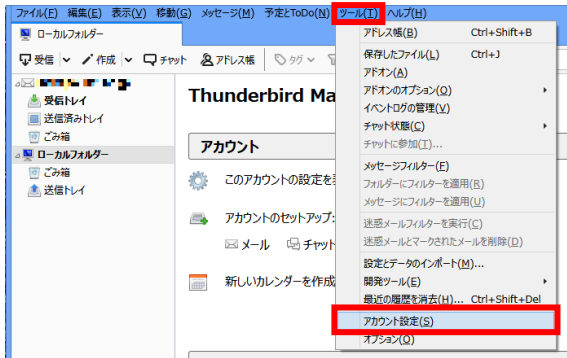 ファイル(F) 編集(E) 表示(V) 移動(G) メッセージ(M) 予定とToDo(N) ツール(T) ヘルプ(H)
ローカルフォルダー
受信 作成 チャット アドレス帳 タグ
受信トレイ
送信済みトレイ
ごみ箱
ローカルフォルダー
ごみ箱
送信トレイ
Thunderbird Ma
アカウント
このアカウントの設定を
アカウントのセットアップ:
メール チャット
新しいカレンダーを作成
アドレス帳(B) Ctrl+Shift+B
保存したファイル(L) Ctrl+J
アドオン(A)
アドオンのオプション(O)
イベントログの管理(V)
チャット状態(C)
チャットに参加(T)...
メッセージフィルター(F)
フォルダーにフィルターを適用(R)
メッセージにフィルターを適用(U)
迷惑メールフィルターを実行(C)
迷惑メールとマークされたメールを削除(D)
設定とデータのインポート(M)...
開発ツール(E)
最近の履歴を消去(H)... Ctrl+Shift+Del
アカウント設定(S)
オプション(O)